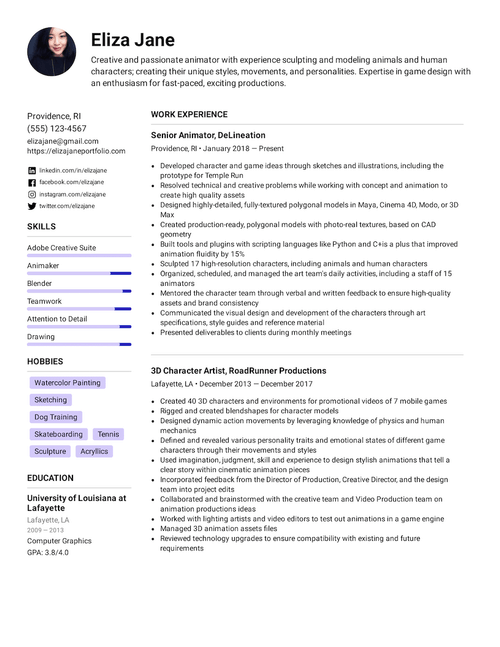 Eliza Jane
Creative and passionate animator with experience sculpting and modeling animals and human
characters; creating their unique styles, movements, and personalities. Expertise in game design with
an enthusiasm for fast-paced, exciting productions.
Providence, RI
(555) 123-4567
elizajane@gmail.com
https://elizajaneportfolio.com
linkedin.com/in/elizajane
facebook.com/elizajane
instagram.com/elizajane
twitter.com/elizajane
SKILLS
Adobe Creative Suite
Animaker
Blender
Teamwork
Attention to Detail
Drawing
HOBBIES
Watercolor Painting
Sketching
Dog Training
Skateboarding Tennis
Sculpture Acryllics
EDUCATION
University of Louisiana at
Lafayette
Lafayette, LA
2009 – 2013
Computer Graphics
GPA: 3.8/4.0
WORK EXPERIENCE
Senior Animator, DeLineation
Providence, RI • January 2018 — Present
• Developed character and game ideas through sketches and illustrations, including the
prototype for Temple Run
• Resolved technical and creative problems while working with concept and animation to
create high quality assets
• Designed highly-detailed, fully-textured polygonal models in Maya, Cinema 4D, Modo, or 3D
Max
• Created production-ready, polygonal models with photo-real textures, based on CAD
geometry
• Built tools and plugins with scripting languages like Python and C+is a plus that improved
animation fluidity by 15%
• Sculpted 17 high-resolution characters, including animals and human characters
• Organized, scheduled, and managed the art team's daily activities, including a staff of 15
animators
• Mentored the character team through verbal and written feedback to ensure high-quality
assets and brand consistency
• Communicated the visual design and development of the characters through art
specifications, style guides and reference material
• Presented deliverables to clients during monthly meetings
3D Character Artist, RoadRunner Productions
Lafayette, LA • December 2013 — December 2017
• Created 40 3D characters and environments for promotional videos of 7 mobile games
• Rigged and created blendshapes for character models
• Designed dynamic action movements by leveraging knowledge of physics and human
mechanics
• Defined and revealed various personality traits and emotional states of different game
characters through their movements and styles
• Used imagination, judgment, skill and experience to design stylish animations that tell a
clear story within cinematic animation pieces
• Incorporated feedback from the Director of Production, Creative Director, and the design
team into project edits
• Collaborated and brainstormed with the creative team and Video Production team on
animation productions ideas
• Worked with lighting artists and video editors to test out animations in a game engine
• Managed 3D animation assets files
• Reviewed technology upgrades to ensure compatibility with existing and future
requirements